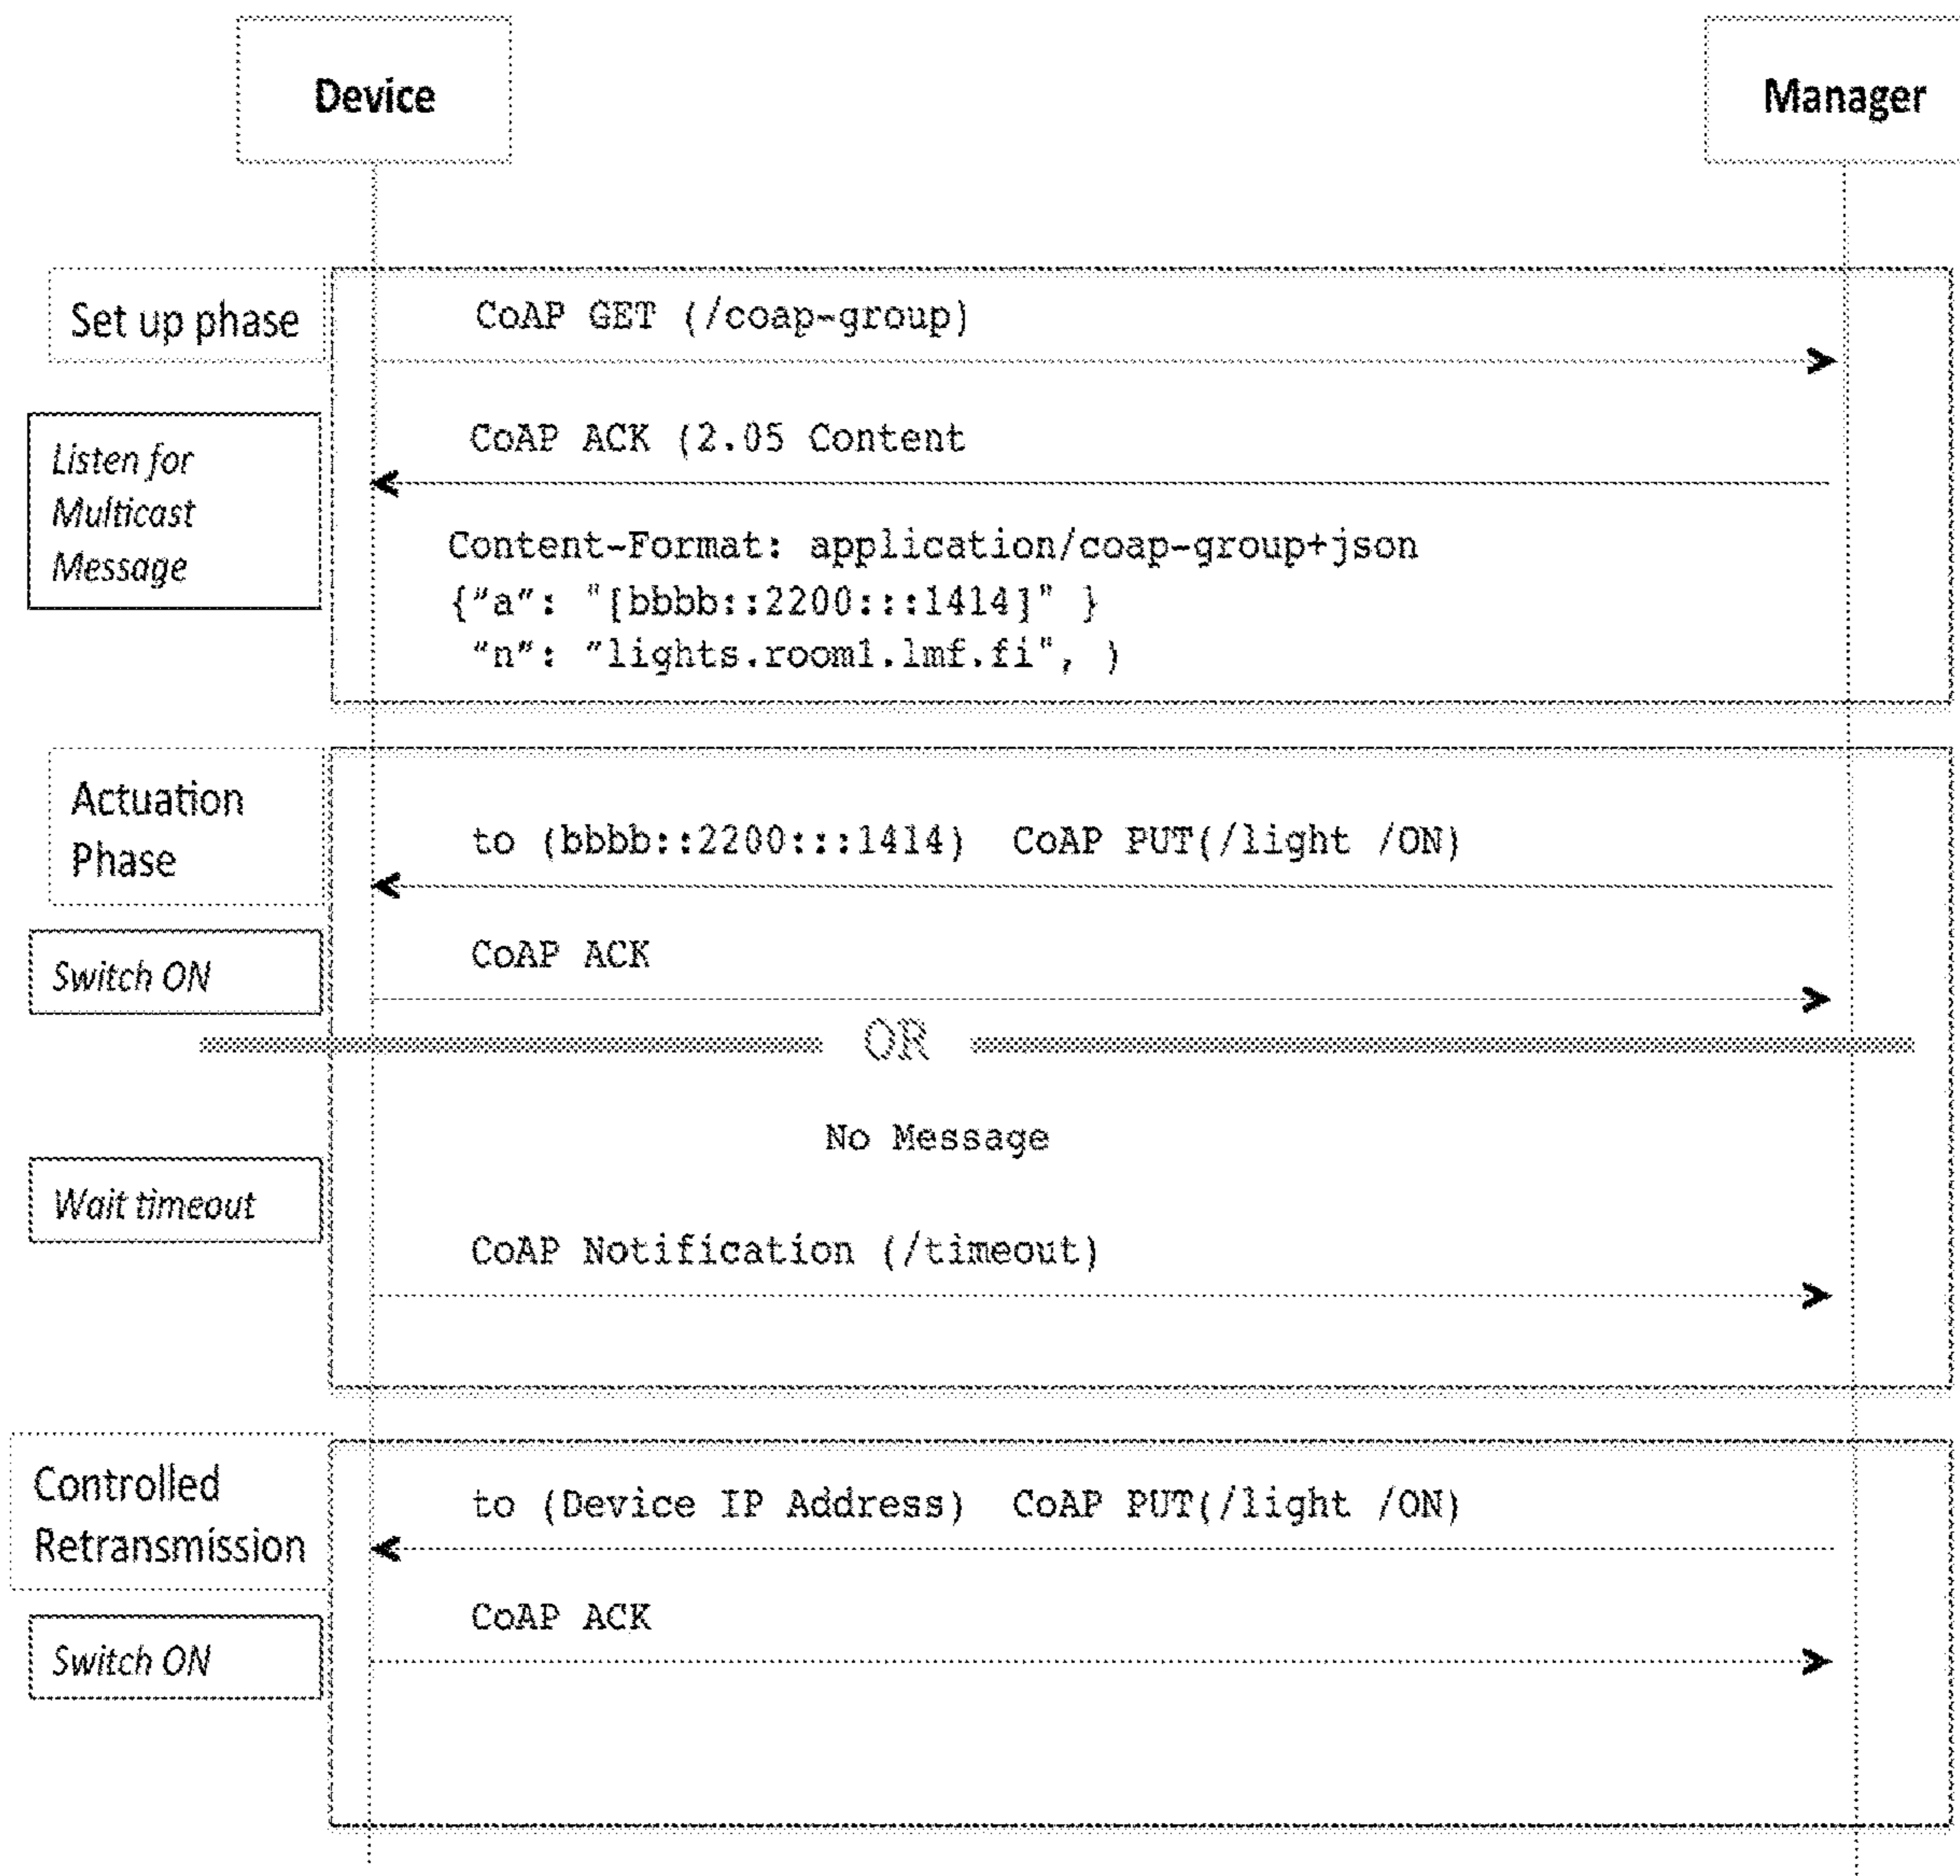 Device
Manager
Set up phase
CoAP GET (/coap-group)
CoAP ACK (2.05 Content
Listen for
Multicast
Message
Content-Format: application/coap-group+json
{"a": "[bbbb::2200:::1414]" }
"n": "lights.room1.lmf.fi", )
Actuation
Phase
to (bbbb::2200:::1414) CoAP PUT(/light /ON)
Switch ON
CoAP ACK
OR
No Message
Wait timeout
CoAP Notification (/timeout)
Controlled
Retransmission
to (Device IP Address) CoAP PUT(/light /ON)
CoAP ACK
Switch ON